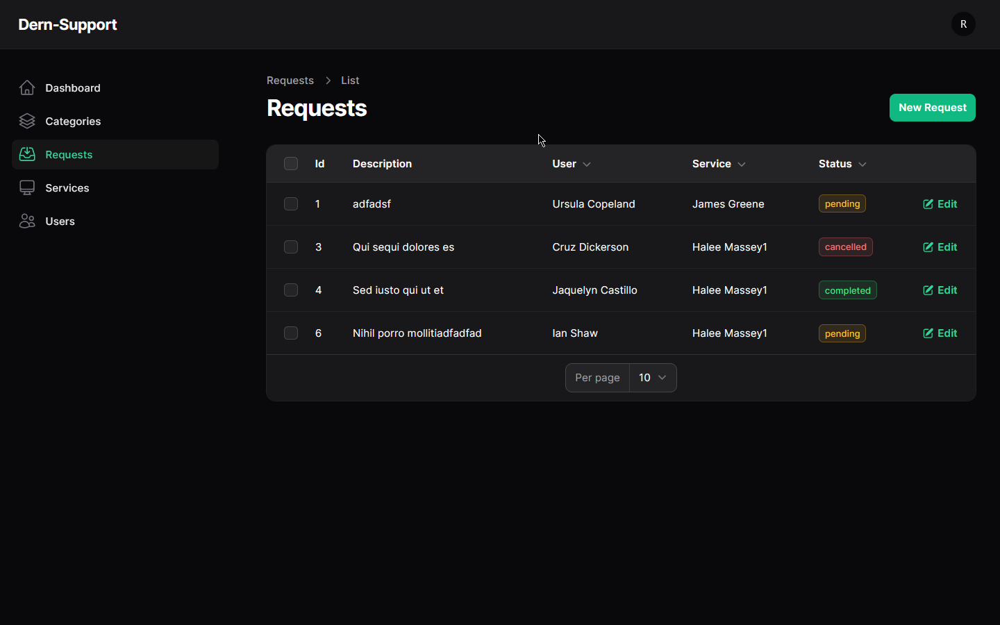 Dern-Support
R
Dashboard
Categories
Requests
Services
Users
Requests > List
Requests
New Request
Id Description User Service Status
1 adfadsf Ursula Copeland James Greene pending Edit
3 Qui sequi dolores es Cruz Dickerson Halee Massey1 cancelled Edit
4 Sed iusto qui ut et Jaquelyn Castillo Halee Massey1 completed Edit
6 Nihil porro mollitiadfadfad Ian Shaw Halee Massey1 pending Edit
Per page 10